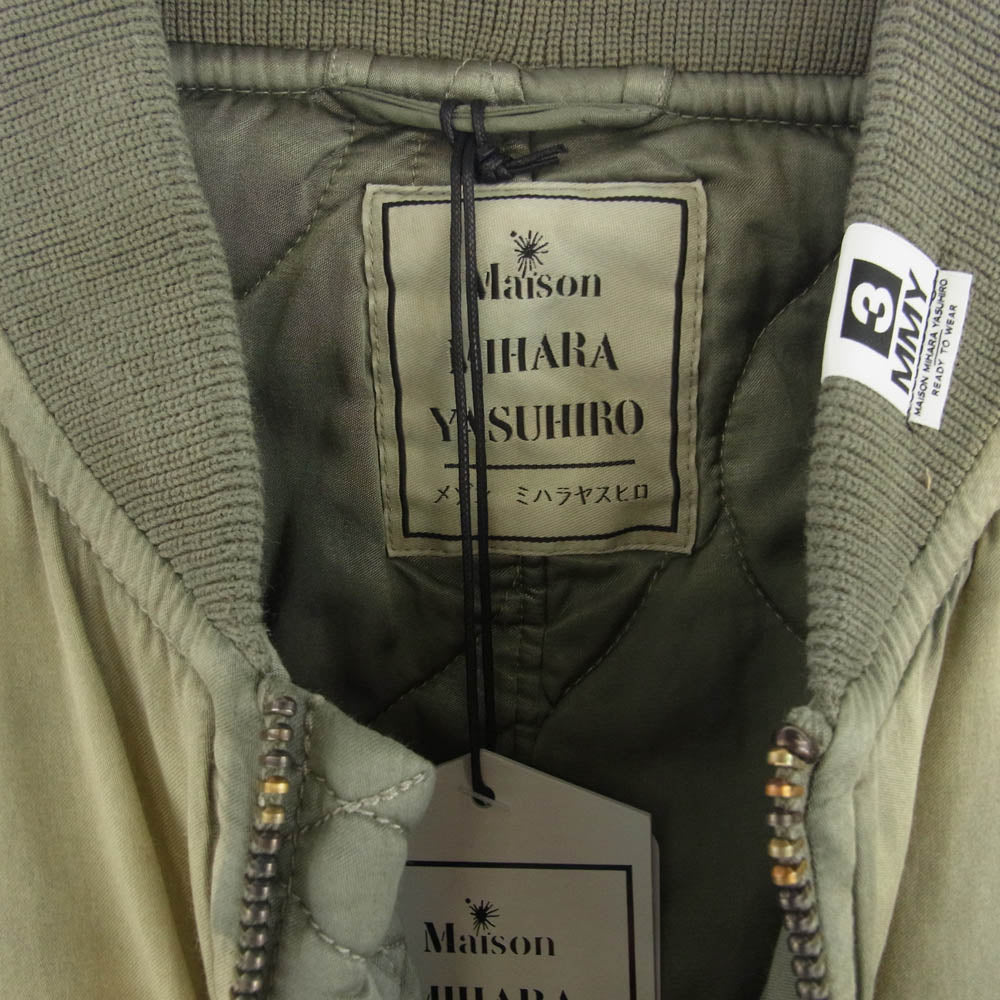 Maison
MIHARA
YASUHIRO
メゾン ミハラヤスヒロ
3
MMY
MAISON MIHARA YASUHIRO
READY TO WEAR
Maison
MIHARA